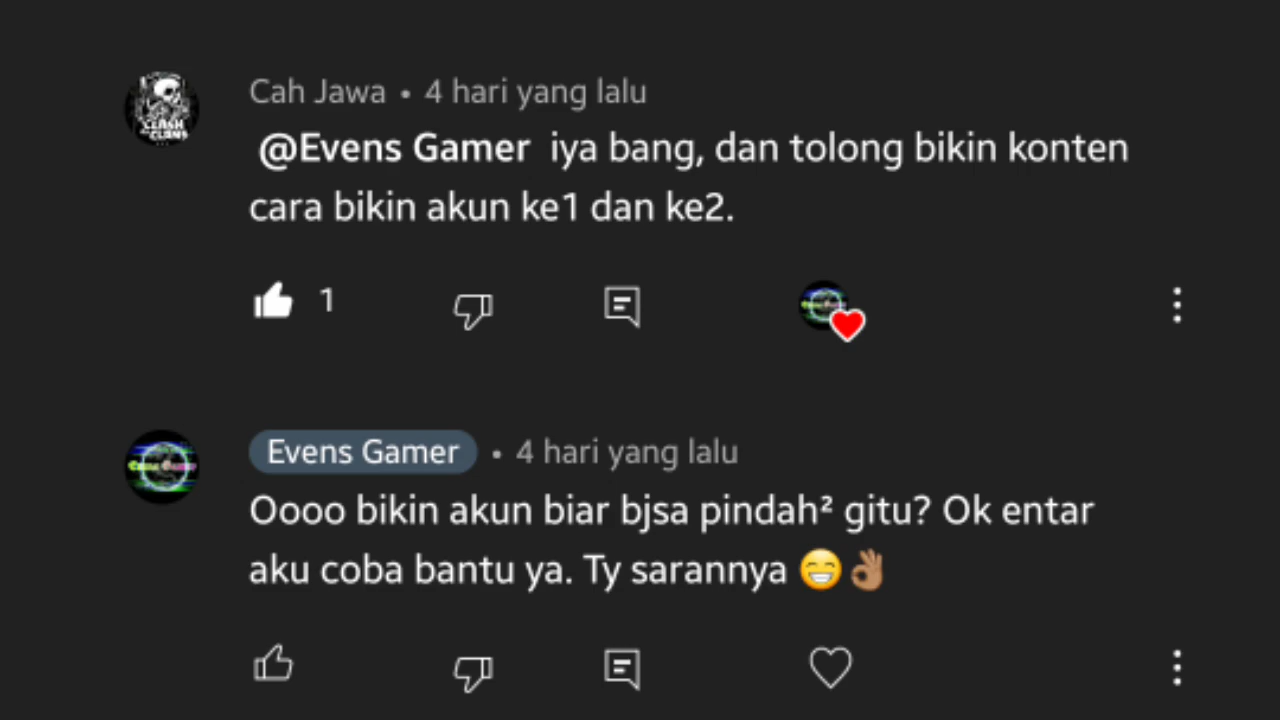 Cah Jawa • 4 hari yang lalu
@Evens Gamer iya bang, dan tolong bikin konten
cara bikin akun ke1 dan ke2.
1
Evens Gamer • 4 hari yang lalu
Oooo bikin akun biar bjsa pindah² gitu? Ok entar
aku coba bantu ya. Ty sarannya 😁👌🏽